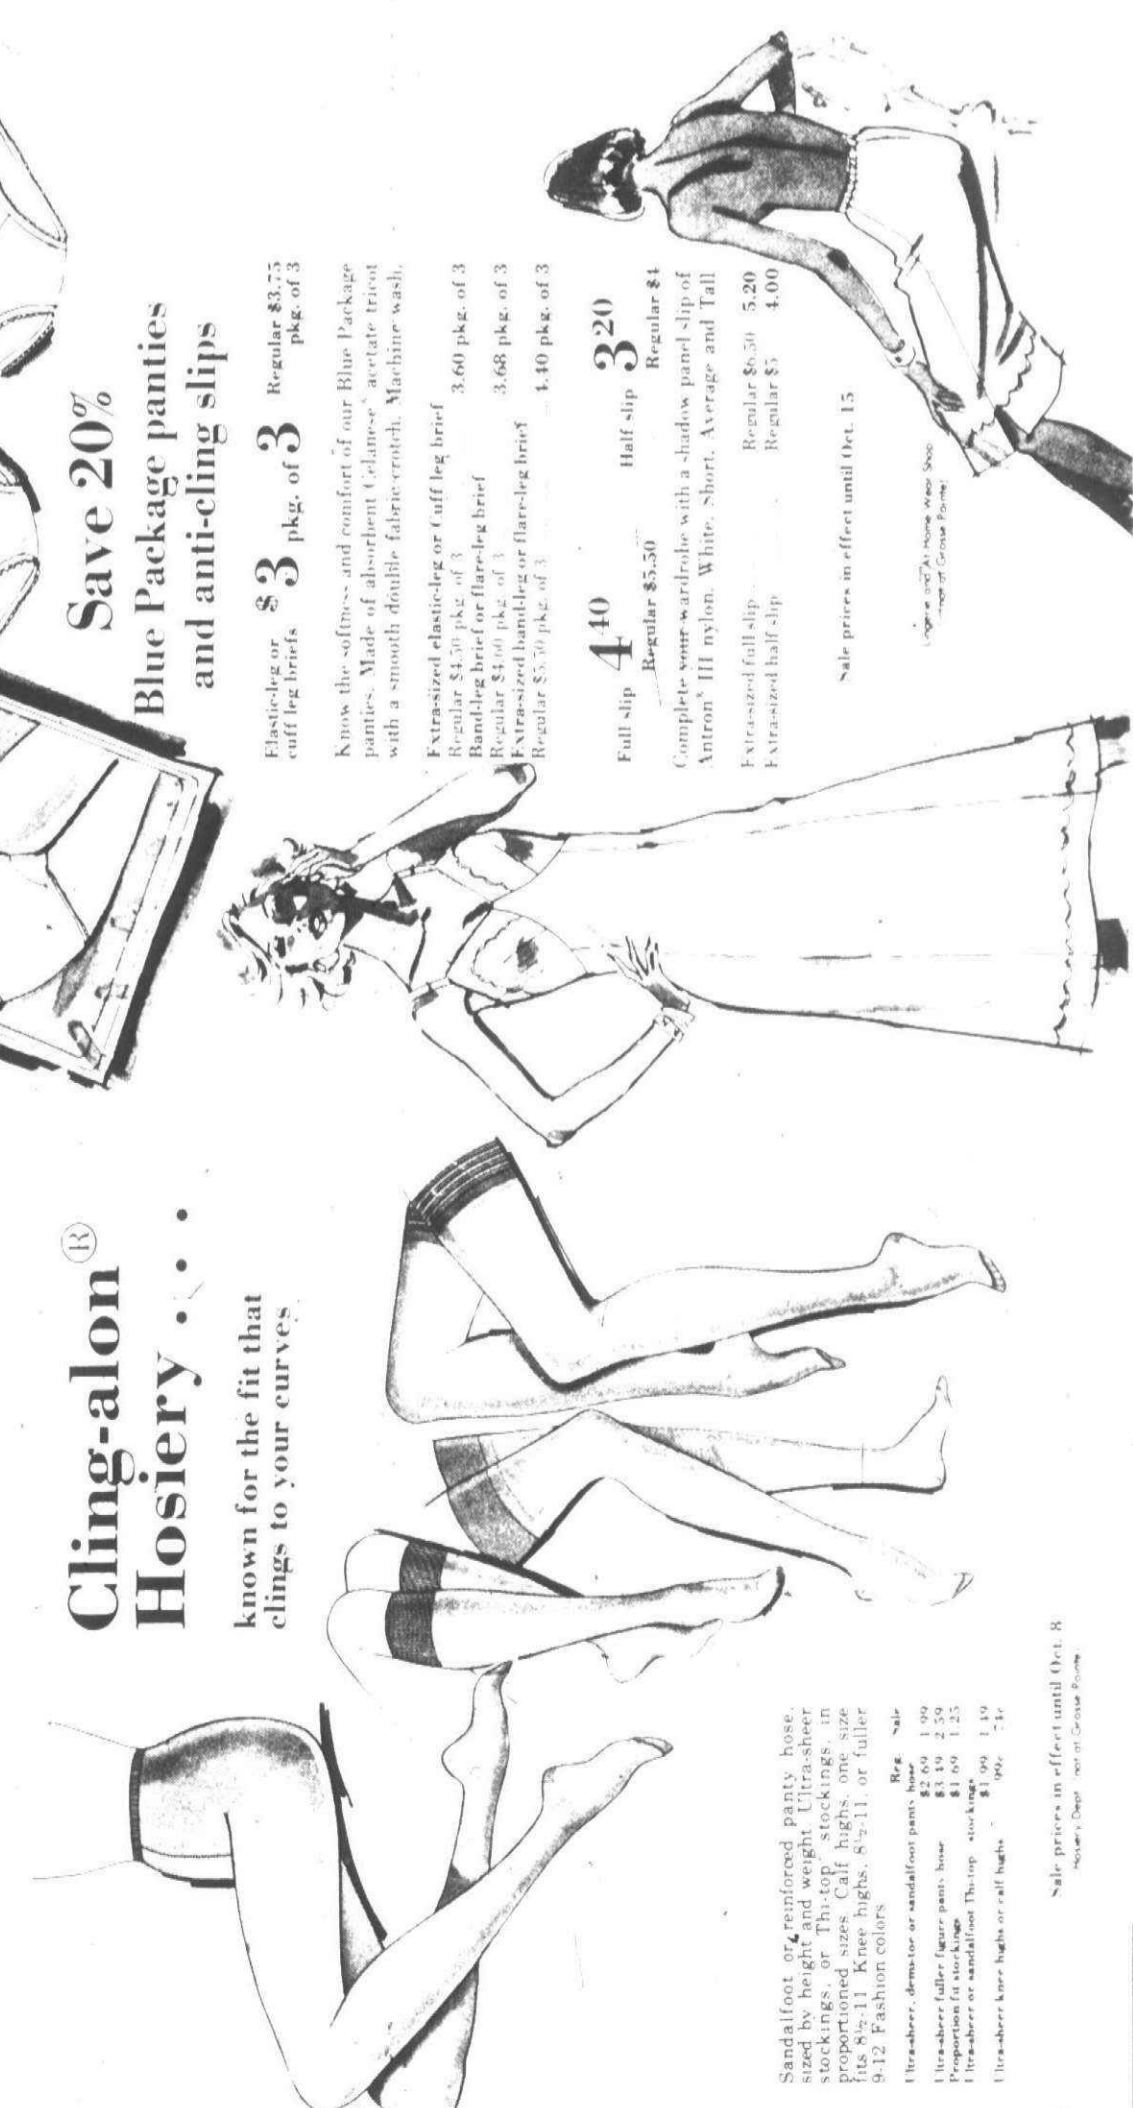 Cling-alon®
Hosiery . . .
known for the fit that
clings to your curves
Sandalfoot or reinforced panty hose,
sized by height and weight Ultra-sheer
stockings, or Thi-top stockings, in
proportioned sizes Calf highs, one size
fits 8½-11 Knee highs, 8½-11, or fuller
9-12 Fashion colors
Reg. Sale
Ultra-sheer, demi-toe or sandalfoot panty hose $2.69 1.99
Ultra-sheer fuller figure panty hose $3.49 2.59
Proportion fit stockings $1.69 1.25
Ultra-sheer or sandalfoot Thi-top stockings
$1.99 1.49
Ultra-sheer knee highs or calf highs 99c 74c
Sale prices in effect until Oct. 8
Hosiery Dept. not at Grosse Pointe.
Save 20%
Blue Package panties
and anti-cling slips
Elastic-leg or
cuff leg briefs $3 pkg. of 3 Regular $3.75
pkg. of 3
Know the softness and comfort of our Blue Package
panties. Made of absorbent Celanese® acetate tricot
with a smooth double fabric crotch. Machine wash.
Extra-sized elastic-leg or Cuff leg brief
Regular $4.50 pkg. of 3 3.60 pkg. of 3
Band-leg brief or flare-leg brief
Regular $4.60 pkg. of 3 3.68 pkg. of 3
Extra-sized band-leg or flare-leg brief
Regular $5.50 pkg. of 3 4.40 pkg. of 3
Full slip 4 40 Half slip 3 20
Regular $5.50 Regular $4
Complete your wardrobe with a shadow panel slip of
Antron® III nylon. White. Short, Average and Tall
Extra-sized full slip Regular $6.50 5.20
Extra-sized half slip Regular $5 4.00
Sale prices in effect until Oct. 15
Lingerie and At Home Wear Shop
at Grosse Pointe!